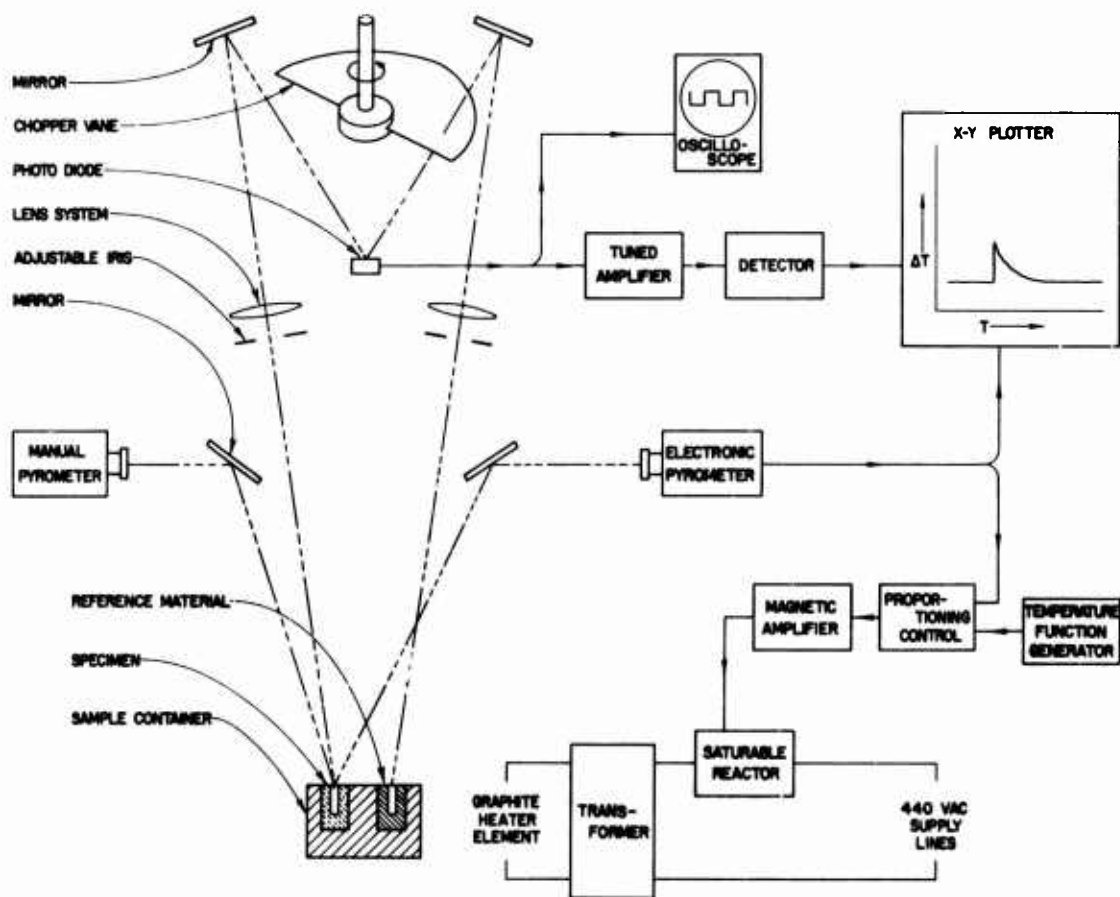 MIRROR
CHOPPER VANE
PHOTO DIODE
LENS SYSTEM
ADJUSTABLE IRIS
MIRROR
OSCILLO-
SCOPE
X-Y PLOTTER
ΔT
T
TUNED
AMPLIFIER
DETECTOR
MANUAL
PYROMETER
ELECTRONIC
PYROMETER
REFERENCE MATERIAL
SPECIMEN
SAMPLE CONTAINER
MAGNETIC
AMPLIFIER
PROPOR-
TIONING
CONTROL
TEMPERATURE
FUNCTION
GENERATOR
SATURABLE
REACTOR
GRAPHITE
HEATER
ELEMENT
TRANS-
FORMER
440 VAC
SUPPLY
LINES